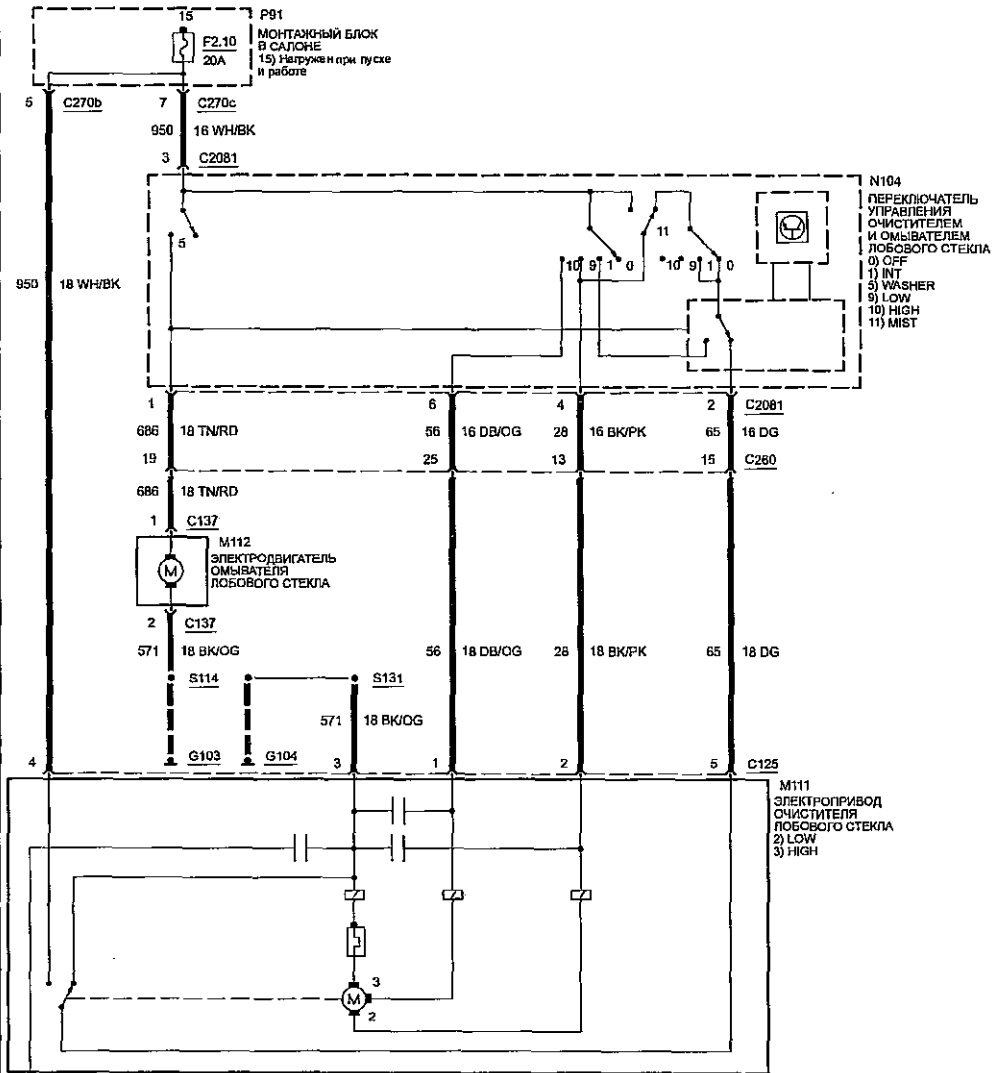 15 P91
F2.10
20A
МОНТАЖНЫЙ БЛОК
В САЛОНЕ
15) Нагружен при пуске
и работе
5 C270b 7 C270c
950 16 WH/BK
3 C2081
N104
ПЕРЕКЛЮЧАТЕЛЬ
УПРАВЛЕНИЯ
ОЧИСТИТЕЛЕМ
И ОМЫВАТЕЛЕМ
ЛОБОВОГО СТЕКЛА
0) OFF
1) INT
5) WASHER
9) LOW
10) HIGH
11) MIST
5 11
10 9 1 0 10 9 1 0
950 18 WH/BK
1 6 4 2 C2081
686 18 TN/RD 56 16 DB/OG 28 16 BK/PK 65 16 DG
19 25 13 15 C260
686 18 TN/RD
1 C137
M112
ЭЛЕКТРОДВИГАТЕЛЬ
ОМЫВАТЕЛЯ
ЛОБОВОГО СТЕКЛА
M
2 C137
571 18 BK/OG 56 18 DB/OG 28 18 BK/PK 65 18 DG
S114 S131
571 18 BK/OG
G103 G104
4 3 1 2 5 C125
M111
ЭЛЕКТРОПРИВОД
ОЧИСТИТЕЛЯ
ЛОБОВОГО СТЕКЛА
2) LOW
3) HIGH
3
M
2